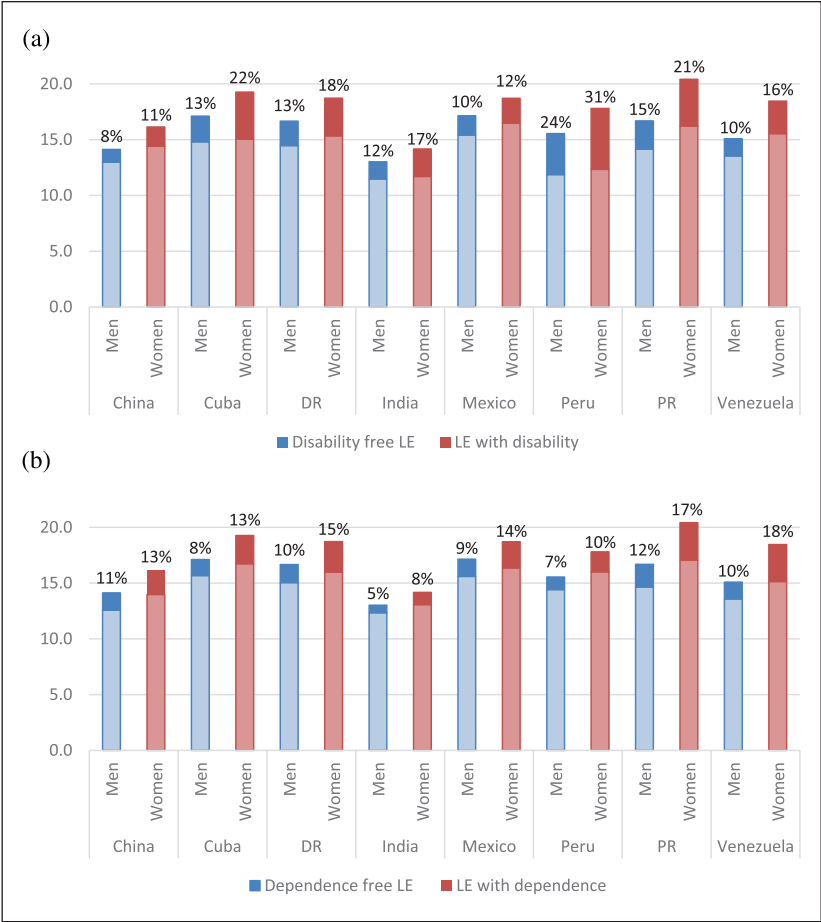 (a)
8% 11% 13% 22% 13% 18% 12% 17% 10% 12% 24% 31% 15% 21% 10% 16%
20.0
15.0
10.0
5.0
0.0
Men Women Men Women Men Women Men Women Men Women Men Women Men Women Men Women
China Cuba DR India Mexico Peru PR Venezuela
Disability free LE LE with disability
(b)
11% 13% 8% 13% 10% 15% 5% 8% 9% 14% 7% 10% 12% 17% 10% 18%
20.0
15.0
10.0
5.0
0.0
Men Women Men Women Men Women Men Women Men Women Men Women Men Women Men Women
China Cuba DR India Mexico Peru PR Venezuela
Dependence free LE LE with dependence